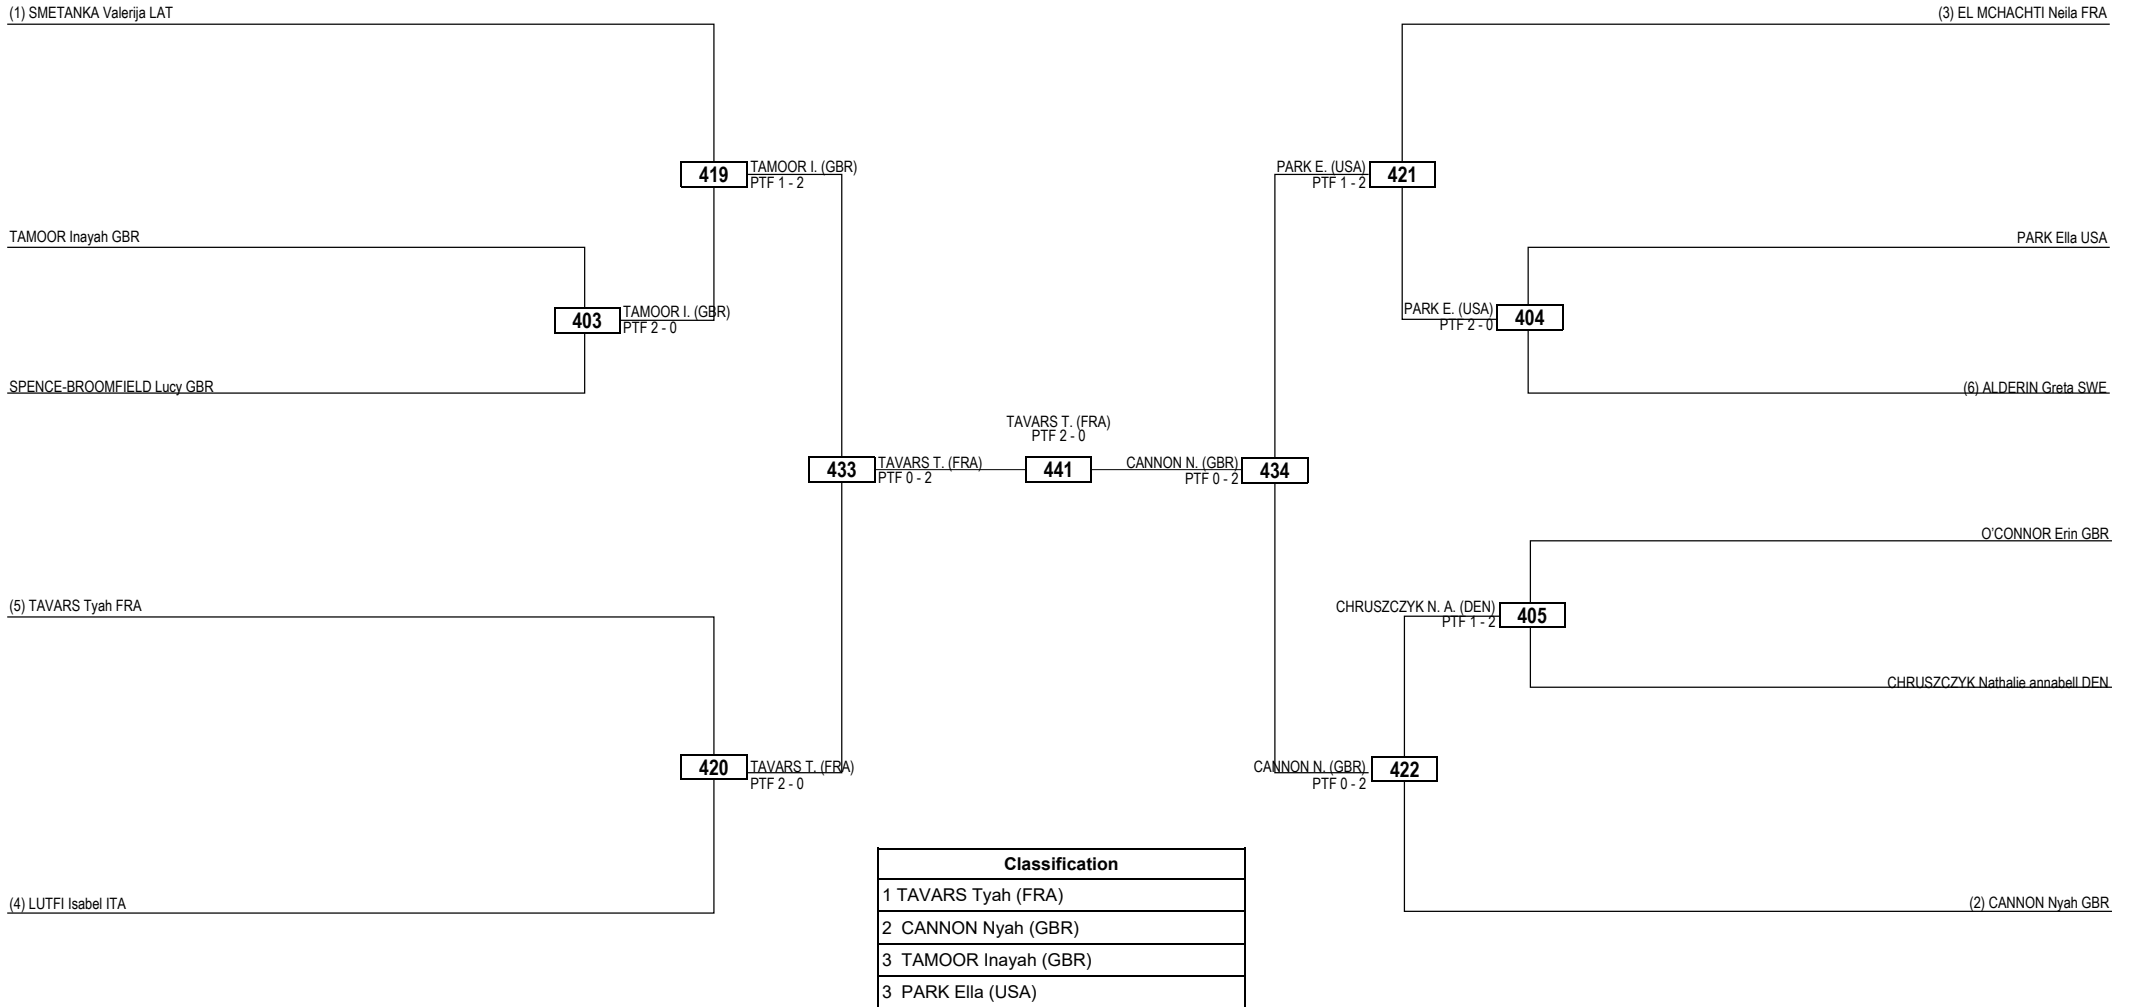 (1) SMETANKA Valerija LAT
(3) EL MCHACHTI Neila FRA
419
TAMOOR I. (GBR)
PTF 1 - 2
PARK E. (USA)
PTF 1 - 2
421
TAMOOR Inayah GBR
PARK Ella USA
403
TAMOOR I. (GBR)
PTF 2 - 0
PARK E. (USA)
PTF 2 - 0
404
SPENCE-BROOMFIELD Lucy GBR
(6) ALDERIN Greta SWE
TAVARS T. (FRA)
PTF 2 - 0
433
TAVARS T. (FRA)
PTF 0 - 2
441
CANNON N. (GBR)
PTF 0 - 2
434
O'CONNOR Erin GBR
(5) TAVARS Tyah FRA
CHRUSZCZYK N. A. (DEN)
PTF 1 - 2
405
CHRUSZCZYK Nathalie annabell DEN
420
TAVARS T. (FRA)
PTF 2 - 0
CANNON N. (GBR)
PTF 0 - 2
422
(4) LUTFI Isabel ITA
(2) CANNON Nyah GBR
Classification
1 TAVARS Tyah (FRA)
2 CANNON Nyah (GBR)
3 TAMOOR Inayah (GBR)
3 PARK Ella (USA)